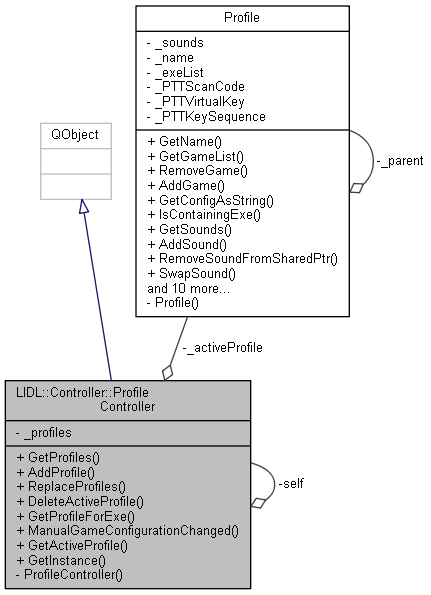 Profile
- _sounds
- _name
- _exeList
- _PTTScanCode
- _PTTVirtualKey
- _PTTKeySequence
+ GetName()
+ GetGameList()
+ RemoveGame()
+ AddGame()
+ GetConfigAsString()
+ IsContainingExe()
+ GetSounds()
+ AddSound()
+ RemoveSoundFromSharedPtr()
+ SwapSound()
and 10 more...
- Profile()
-_parent
QObject
-_activeProfile
LIDL::Controller::Profile
Controller
- _profiles
+ GetProfiles()
+ AddProfile()
+ ReplaceProfiles()
+ DeleteActiveProfile()
+ GetProfileForExe()
+ ManualGameConfigurationChanged()
+ GetActiveProfile()
+ GetInstance()
- ProfileController()
-self